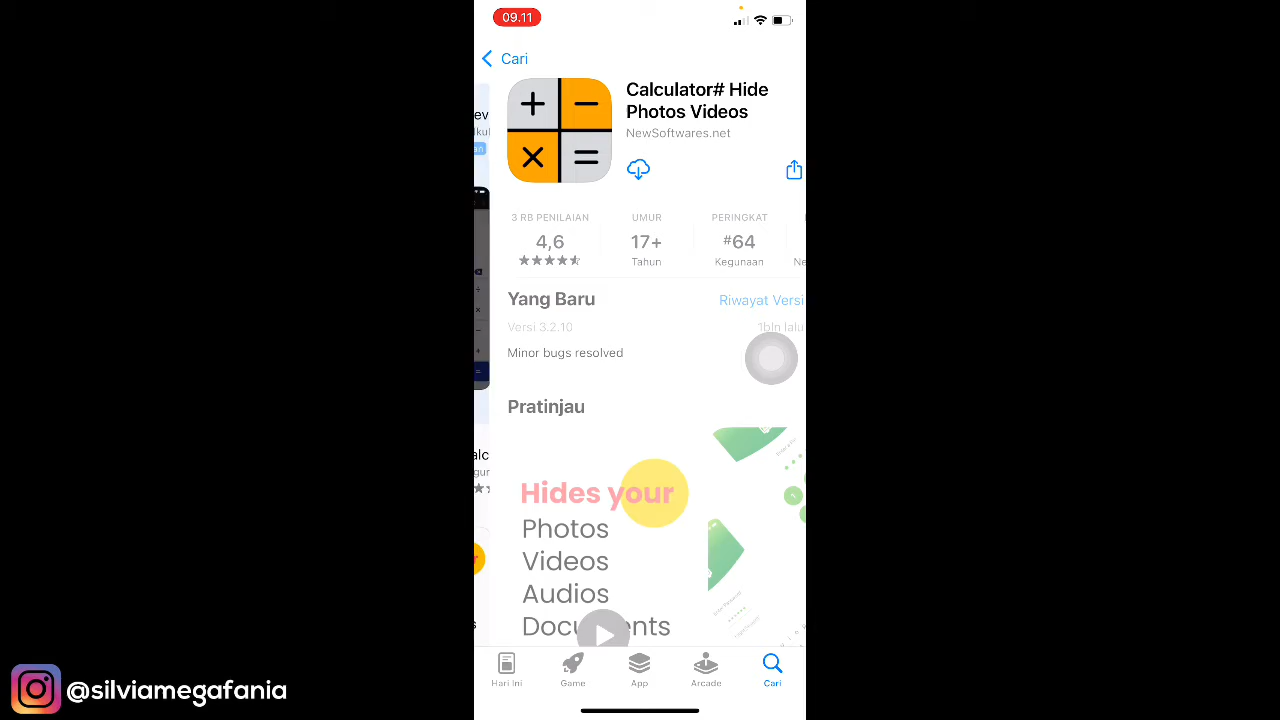 09.11
Cari
Calculator# Hide
Photos Videos
NewSoftwares.net
3 RB PENILAIAN
UMUR
PERINGKAT
4,6
17+
#64
Tahun
Kegunaan
Yang Baru
Riwayat Versi
Versi 3.2.10
1bln lalu
Minor bugs resolved
Pratinjau
Hides your
Photos
Videos
Audios
Documents
Hari Ini
Game
App
Arcade
Cari
@silviamegafania